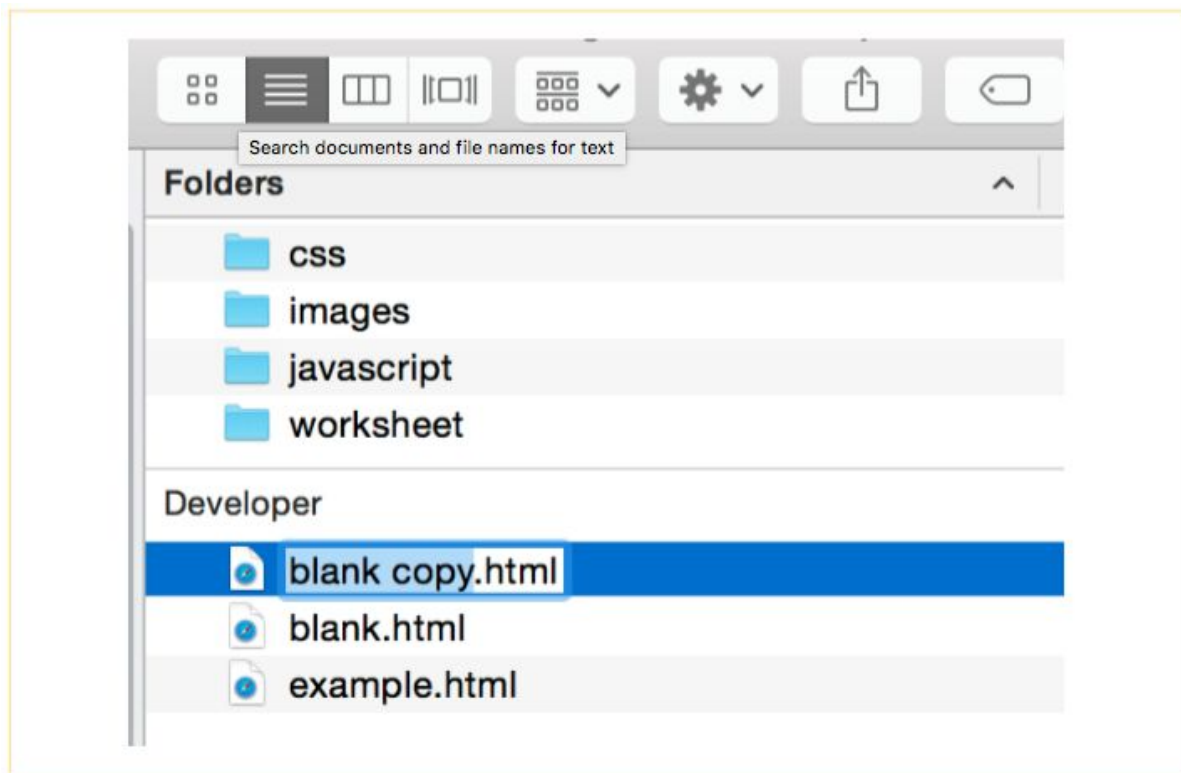 Search documents and file names for text
Folders
css
images
javascript
worksheet
Developer
blank copy.html
blank.html
example.html